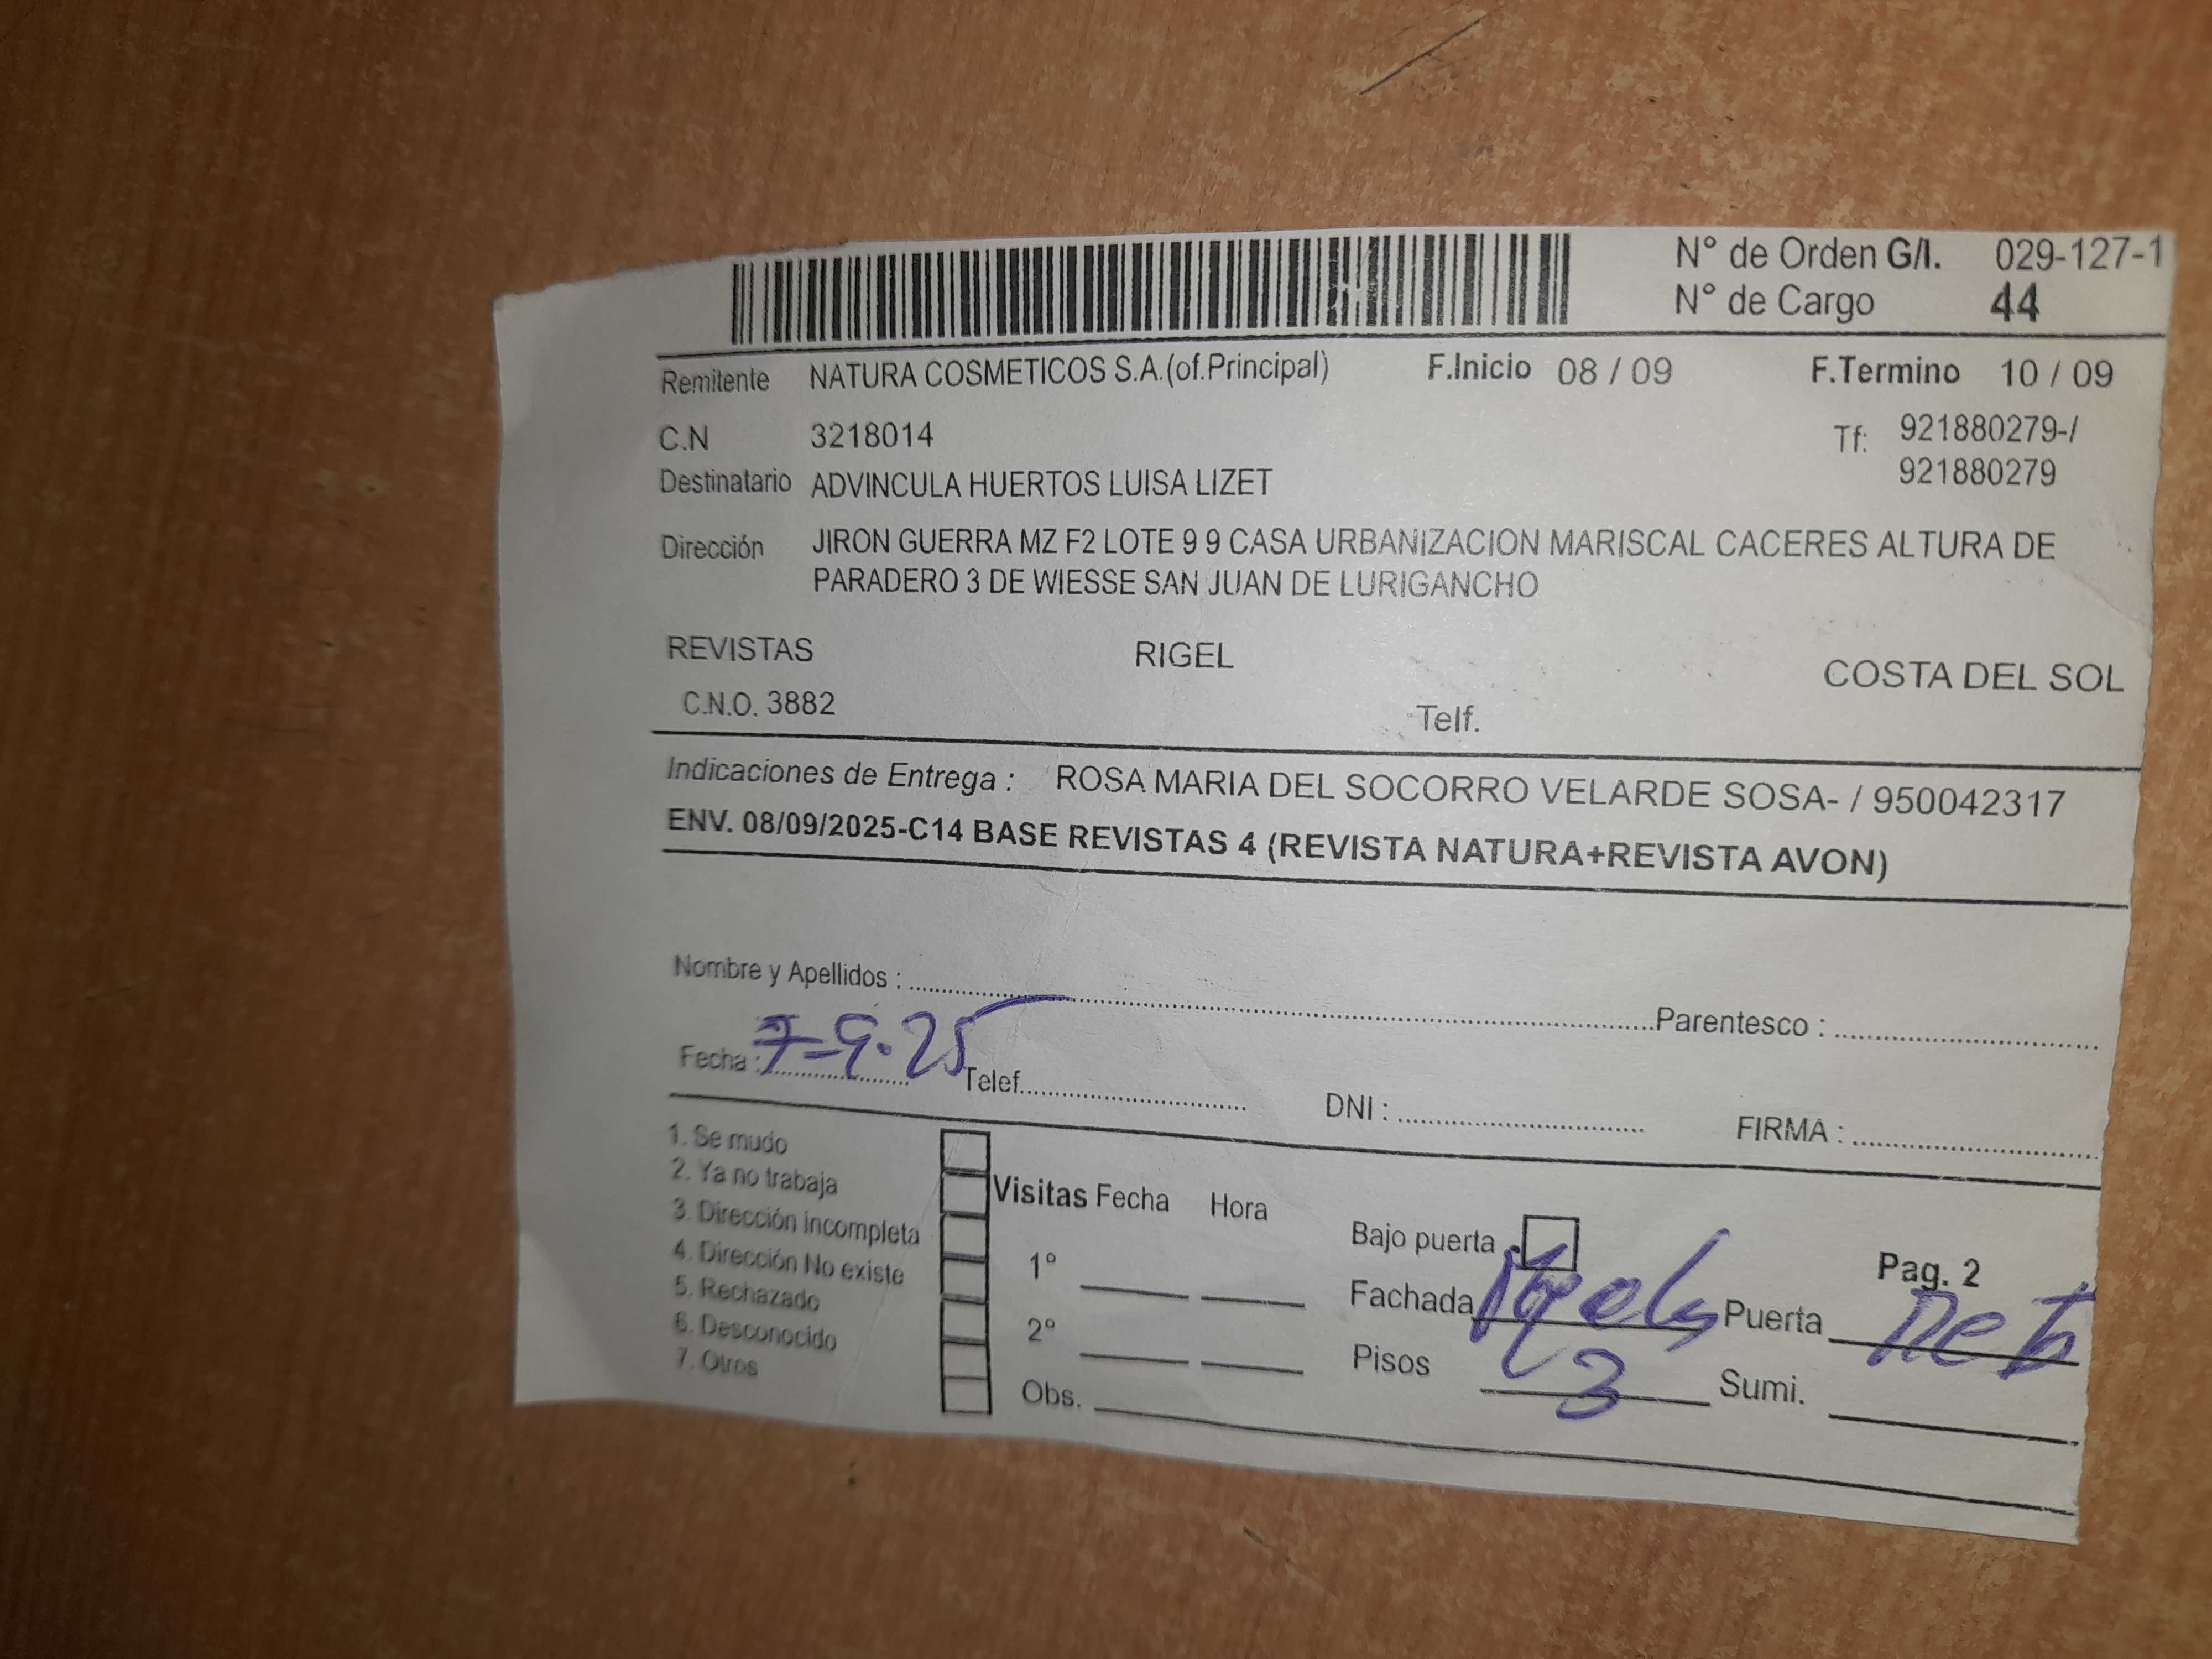 N° de Orden G/I. 029-127-1
N° de Cargo 44
Remitente NATURA COSMETICOS S.A.(of.Principal) F.Inicio 08 / 09 F.Termino 10 / 09
C.N 3218014 Tf: 921880279-/
921880279
Destinatario ADVINCULA HUERTOS LUISA LIZET
Dirección JIRON GUERRA MZ F2 LOTE 9 9 CASA URBANIZACION MARISCAL CACERES ALTURA DE
PARADERO 3 DE WIESSE SAN JUAN DE LURIGANCHO
REVISTAS RIGEL COSTA DEL SOL
C.N.O. 3882 Telf.
Indicaciones de Entrega : ROSA MARIA DEL SOCORRO VELARDE SOSA- / 950042317
ENV. 08/09/2025-C14 BASE REVISTAS 4 (REVISTA NATURA+REVISTA AVON)
Nombre y Apellidos : Parentesco :
Fecha : 7-9-25 Telef. DNI : FIRMA :
1. Se mudo
2. Ya no trabaja
3. Dirección incompleta
4. Dirección No existe
5. Rechazado
6. Desconocido
7. Otros
Visitas Fecha Hora
1°
2°
Obs.
Bajo puerta Pag. 2
Fachada Puerta
Pisos 3 Sumi.